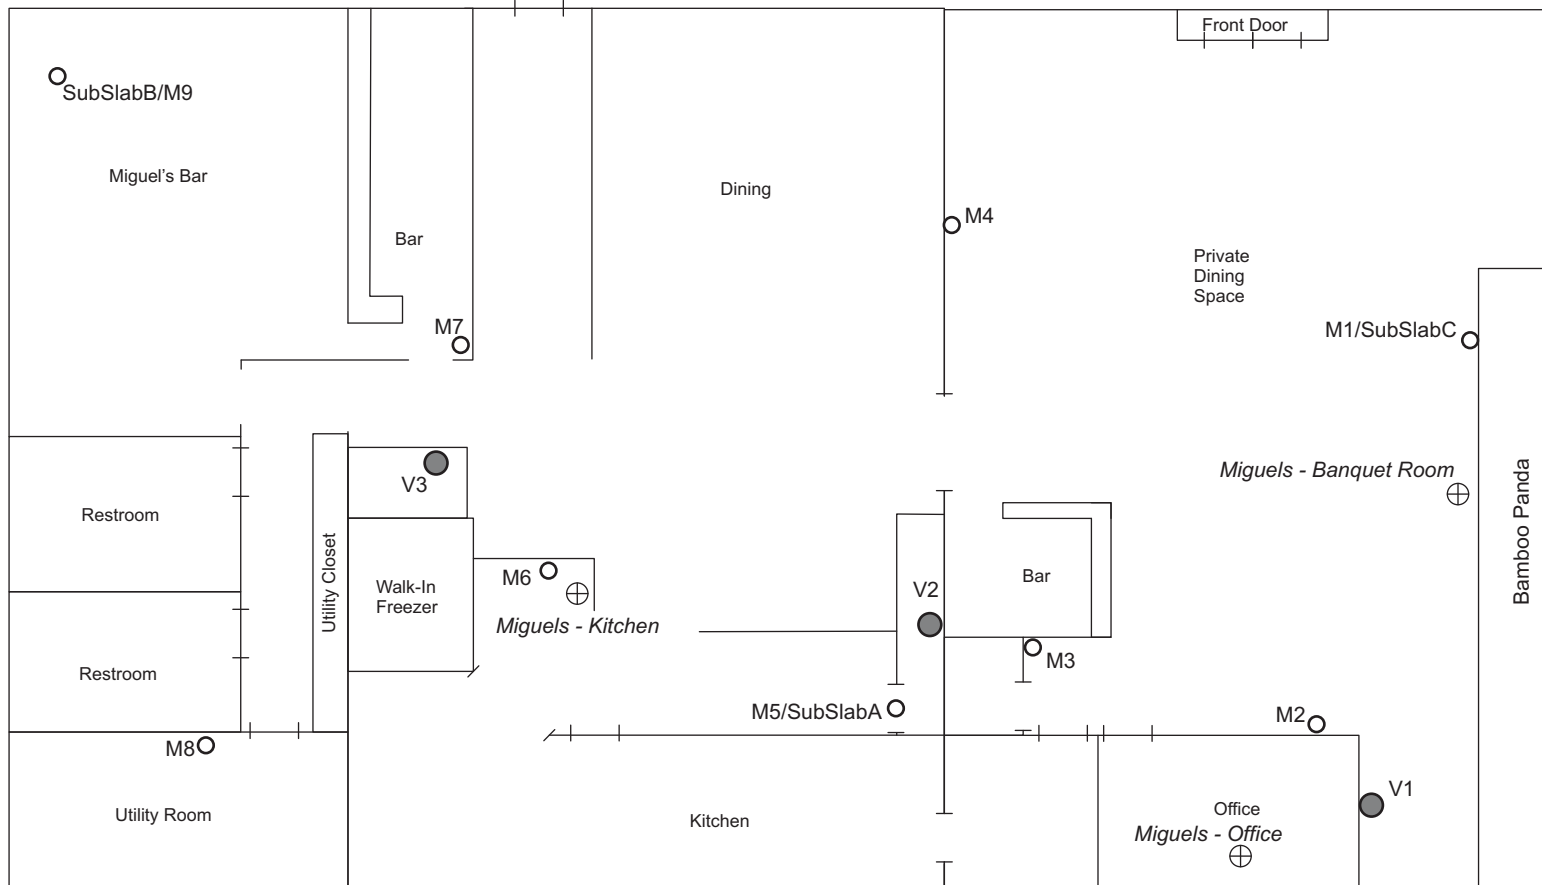 Front Door
SubSlabB/M9
Miguel's Bar
Dining
M4
Bar
Private
Dining
Space
M7
M1/SubSlabC
Miguels - Banquet Room
V3
Restroom
Utility Closet
Walk-In
Freezer
M6
Miguels - Kitchen
V2
Bar
Bamboo Panda
M3
Restroom
M5/SubSlabA
M2
M8
V1
Utility Room
Kitchen
Office
Miguels - Office